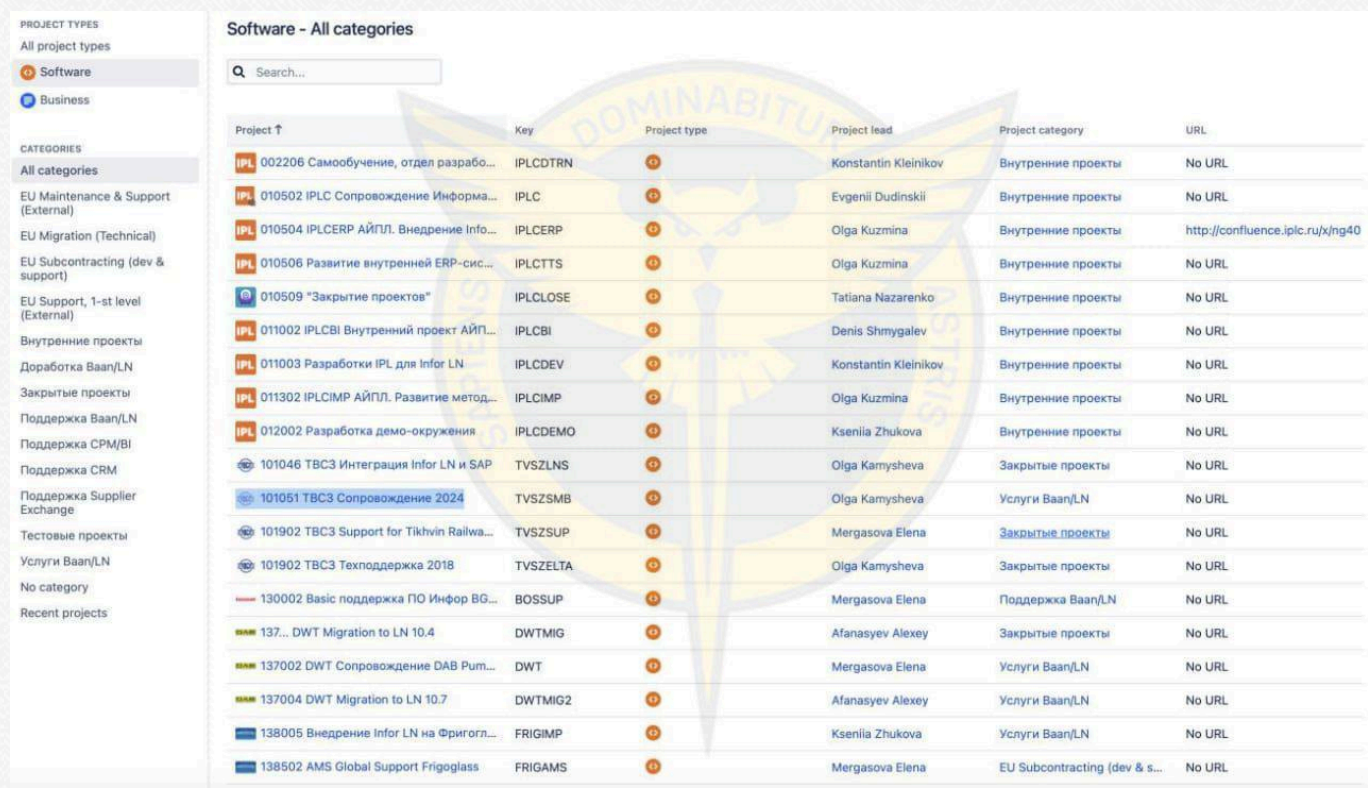 PROJECT TYPES
All project types
Software
Business
CATEGORIES
All categories
EU Maintenance & Support
(External)
EU Migration (Technical)
EU Subcontracting (dev &
support)
EU Support, 1-st level
(External)
Внутренние проекты
Доработка Baan/LN
Закрытые проекты
Поддержка Baan/LN
Поддержка CPM/BI
Поддержка CRM
Поддержка Supplier
Exchange
Тестовые проекты
Услуги Baan/LN
No category
Recent projects
Software - All categories
Search...
Project ↑ Key Project type Project lead Project category URL
IPL 002206 Самообучение, отдел разрабо... IPLCDTRN Konstantin Kleinikov Внутренние проекты No URL
IPL 010502 IPLC Сопровождение Информа... IPLC Evgenii Dudinskii Внутренние проекты No URL
IPL 010504 IPLCERP АЙПЛ. Внедрение Info... IPLCERP Olga Kuzmina Внутренние проекты http://confluence.iplc.ru/x/ng40
IPL 010506 Развитие внутренней ERP-сис... IPLCTTS Olga Kuzmina Внутренние проекты No URL
010509 "Закрытие проектов" IPLCLOSE Tatiana Nazarenko Внутренние проекты No URL
IPL 011002 IPLCBI Внутренний проект АЙП... IPLCBI Denis Shmygalev Внутренние проекты No URL
IPL 011003 Разработки IPL для Infor LN IPLCDEV Konstantin Kleinikov Внутренние проекты No URL
IPL 011302 IPLCIMP АЙПЛ. Развитие метод... IPLCIMP Olga Kuzmina Внутренние проекты No URL
IPL 012002 Разработка демо-окружения IPLCDEMO Kseniia Zhukova Внутренние проекты No URL
101046 ТВСЗ Интеграция Infor LN и SAP TVSZLNS Olga Kamysheva Закрытые проекты No URL
101051 ТВСЗ Сопровождение 2024 TVSZSMB Olga Kamysheva Услуги Baan/LN No URL
101902 ТВСЗ Support for Tikhvin Railwa... TVSZSUP Mergasova Elena Закрытые проекты No URL
101902 ТВСЗ Техподдержка 2018 TVSZELTA Olga Kamysheva Закрытые проекты No URL
130002 Basic поддержка ПО Инфор BG... BOSSUP Mergasova Elena Поддержка Baan/LN No URL
DAB 137... DWT Migration to LN 10.4 DWTMIG Afanasyev Alexey Закрытые проекты No URL
DAB 137002 DWT Сопровождение DAB Pum... DWT Mergasova Elena Услуги Baan/LN No URL
DAB 137004 DWT Migration to LN 10.7 DWTMIG2 Afanasyev Alexey Услуги Baan/LN No URL
138005 Внедрение Infor LN на Фригогл... FRIGIMP Kseniia Zhukova Услуги Baan/LN No URL
138502 AMS Global Support Frigoglass FRIGAMS Mergasova Elena EU Subcontracting (dev & s... No URL
SAPIENS DOMINABITUR ASTRIS